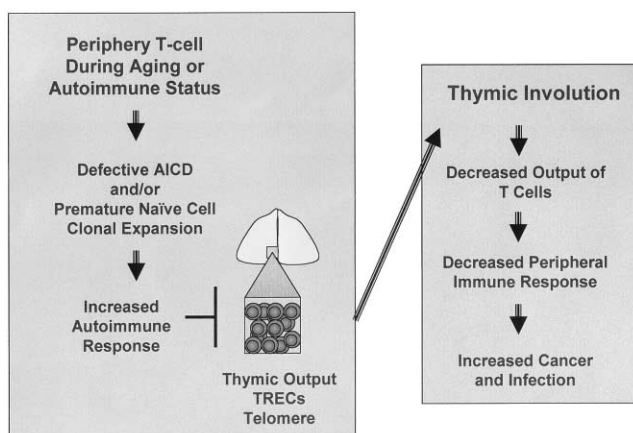 Periphery T-cell
During Aging or
Autoimmune Status
Defective AICD
and/or
Premature Naïve Cell
Clonal Expansion
Increased
Autoimmune
Response
Thymic Output
TRECs
Telomere
Thymic Involution
Decreased Output of
T Cells
Decreased Peripheral
Immune Response
Increased Cancer
and Infection